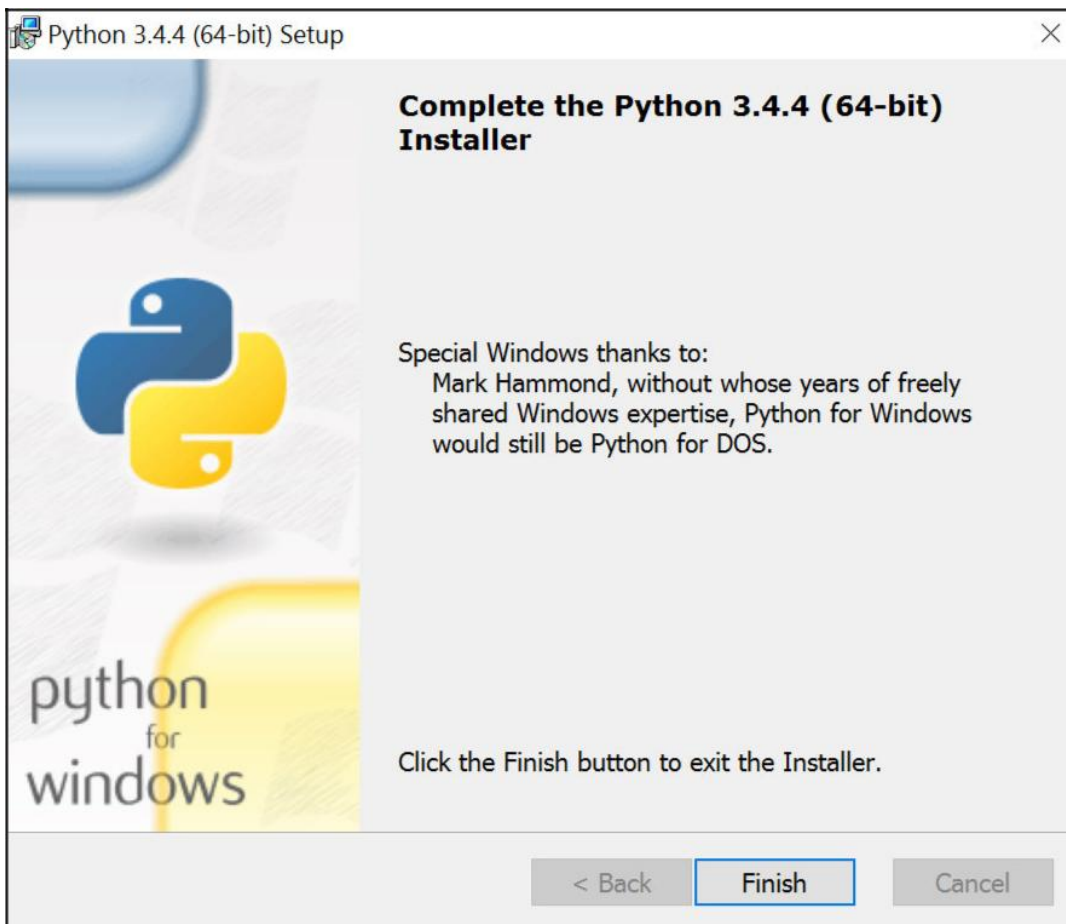 Python 3.4.4 (64-bit) Setup
Complete the Python 3.4.4 (64-bit)
Installer
Special Windows thanks to:
Mark Hammond, without whose years of freely
shared Windows expertise, Python for Windows
would still be Python for DOS.
python
for
windows
Click the Finish button to exit the Installer.
< Back
Finish
Cancel